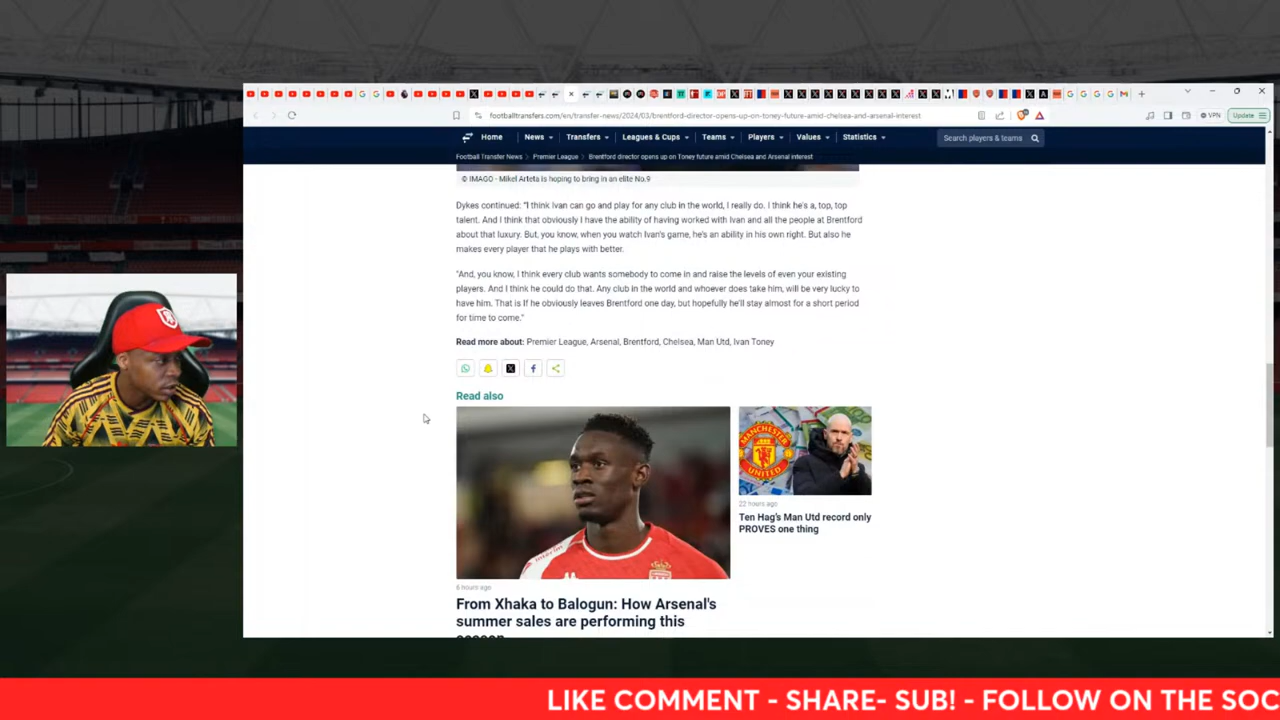 VPN
Update
footballtransfers.com/en/transfer-news/2024/03/brentford-director-opens-up-on-toney-future-amid-chelsea-and-arsenal-interest
Home News Transfers Leagues & Cups Teams Players Values Statistics Search players & teams
Football Transfer News > Premier League > Brentford director opens up on Toney future amid Chelsea and Arsenal interest
© IMAGO - Mikel Arteta is hoping to bring in an elite No.9
Dykes continued: "I think Ivan can go and play for any club in the world, I really do. I think he's a, top, top
talent. And I think that obviously I have the ability of having worked with Ivan and all the people at Brentford
about that luxury. But, you know, when you watch Ivan's game, he's an ability in his own right. But also he
makes every player that he plays with better.
"And, you know, I think every club wants somebody to come in and raise the levels of even your existing
players. And I think he could do that. Any club in the world and whoever does take him, will be very lucky to
have him. That is If he obviously leaves Brentford one day, but hopefully he'll stay almost for a short period
for time to come."
Read more about: Premier League, Arsenal, Brentford, Chelsea, Man Utd, Ivan Toney
Read also
MANCHESTER
UNITED
22 hours ago
Ten Hag's Man Utd record only
PROVES one thing
6 hours ago
From Xhaka to Balogun: How Arsenal's
summer sales are performing this
season
LIKE COMMENT - SHARE- SUB! - FOLLOW ON THE SOC